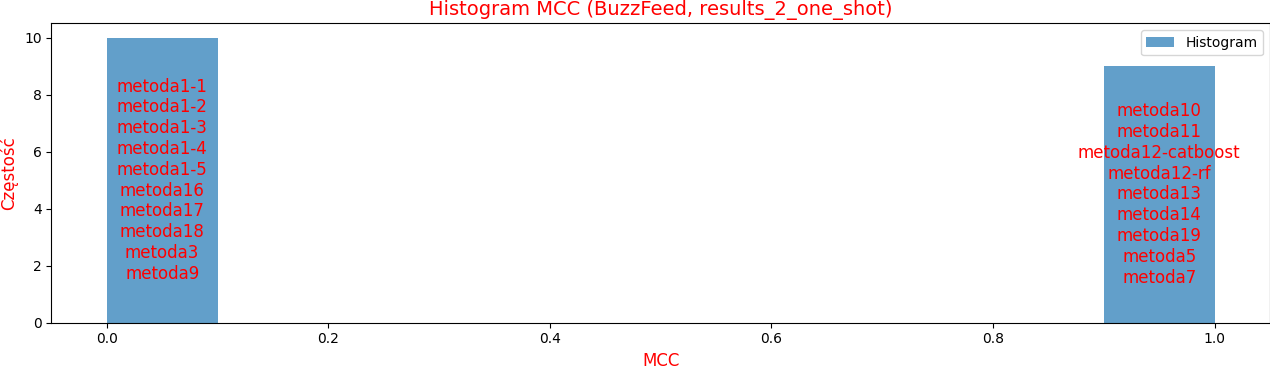 Histogram MCC (BuzzFeed, results_2_one_shot)
Histogram
Częstość
10
8
6
4
2
0
metoda1-1
metoda1-2
metoda1-3
metoda1-4
metoda1-5
metoda16
metoda17
metoda18
metoda3
metoda9
metoda10
metoda11
metoda12-catboost
metoda12-rf
metoda13
metoda14
metoda19
metoda5
metoda7
0.0
0.2
0.4
0.6
0.8
1.0
MCC